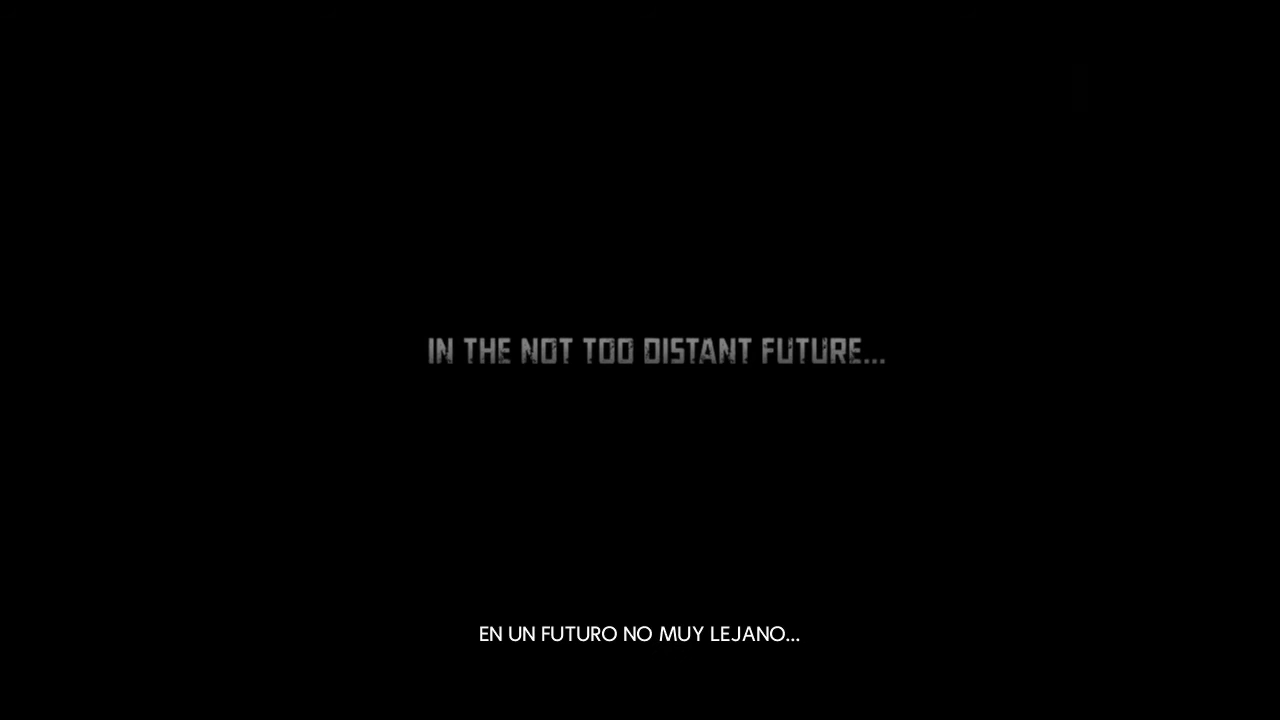 IN THE NOT TOO DISTANT FUTURE...
EN UN FUTURO NO MUY LEJANO...